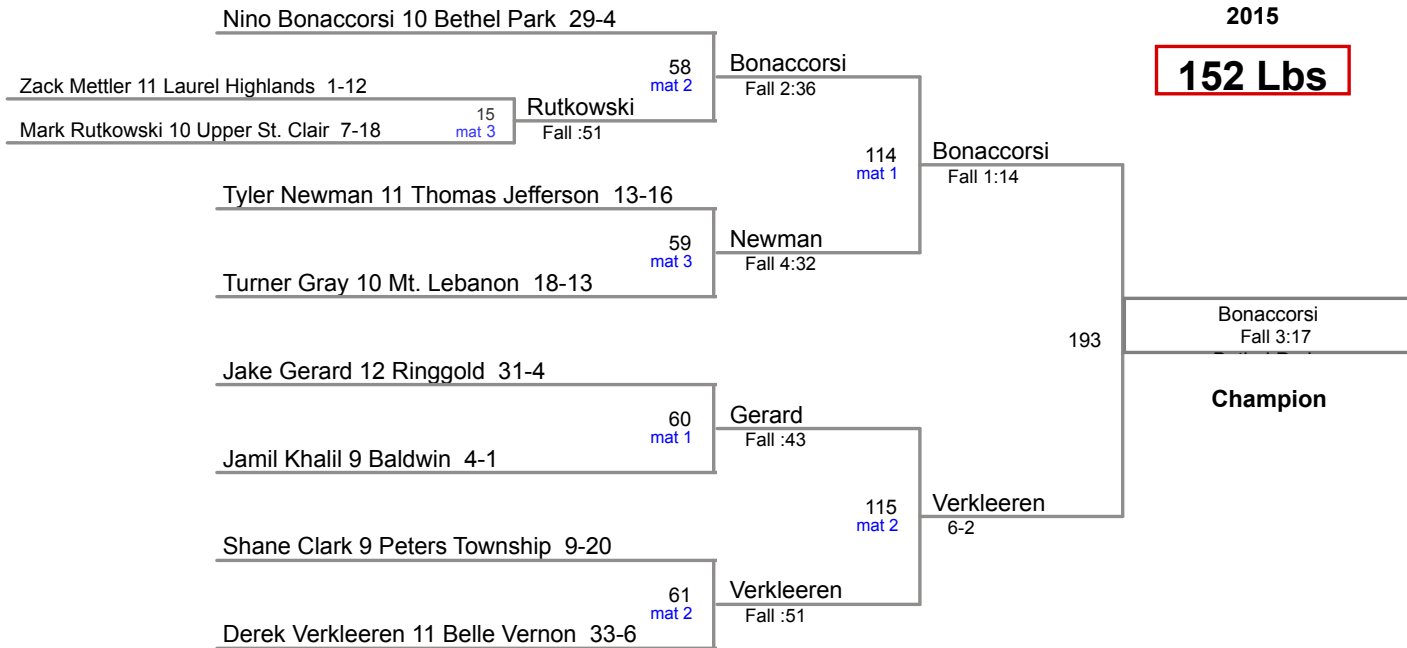 Nino Bonaccorsi 10 Bethel Park 29-4
2015
152 Lbs
58
mat 2
Bonaccorsi
Fall 2:36
Zack Mettler 11 Laurel Highlands 1-12
15
mat 3
Rutkowski
Fall :51
Mark Rutkowski 10 Upper St. Clair 7-18
114
mat 1
Bonaccorsi
Fall 1:14
Tyler Newman 11 Thomas Jefferson 13-16
59
mat 3
Newman
Fall 4:32
Turner Gray 10 Mt. Lebanon 18-13
193
Bonaccorsi
Fall 3:17
Champion
Jake Gerard 12 Ringgold 31-4
60
mat 1
Gerard
Fall :43
Jamil Khalil 9 Baldwin 4-1
115
mat 2
Verkleeren
6-2
Shane Clark 9 Peters Township 9-20
61
mat 2
Verkleeren
Fall :51
Derek Verkleeren 11 Belle Vernon 33-6